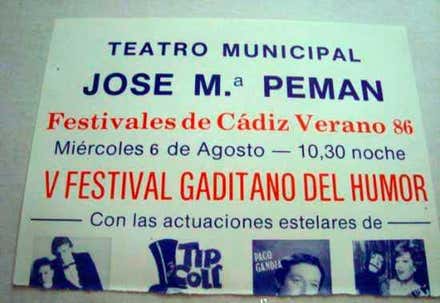 TEATRO MUNICIPAL
JOSE M.ª PEMAN
Festivales de Cádiz Verano 86
Miércoles 6 de Agosto — 10,30 noche
V FESTIVAL GADITANO DEL HUMOR
Con las actuaciones estelares de
TIP
COLL
PACO
GANDIA